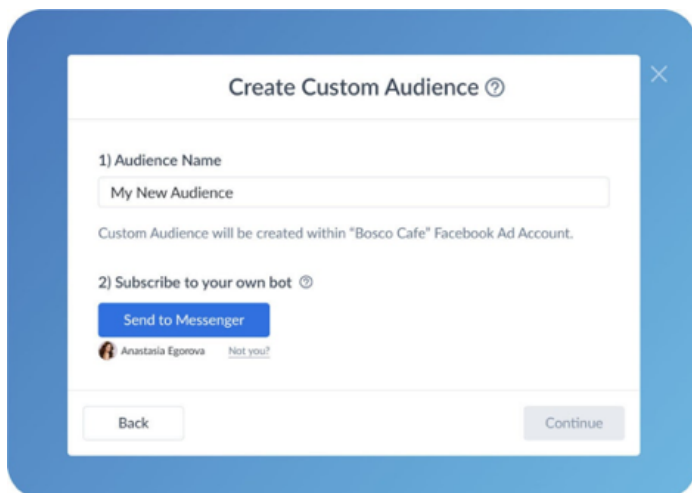 Create Custom Audience
1) Audience Name
My New Audience
Custom Audience will be created within “Bosco Cafe” Facebook Ad Account.
2) Subscribe to your own bot
Send to Messenger
Anastasia Egorova Not you?
Back Continue